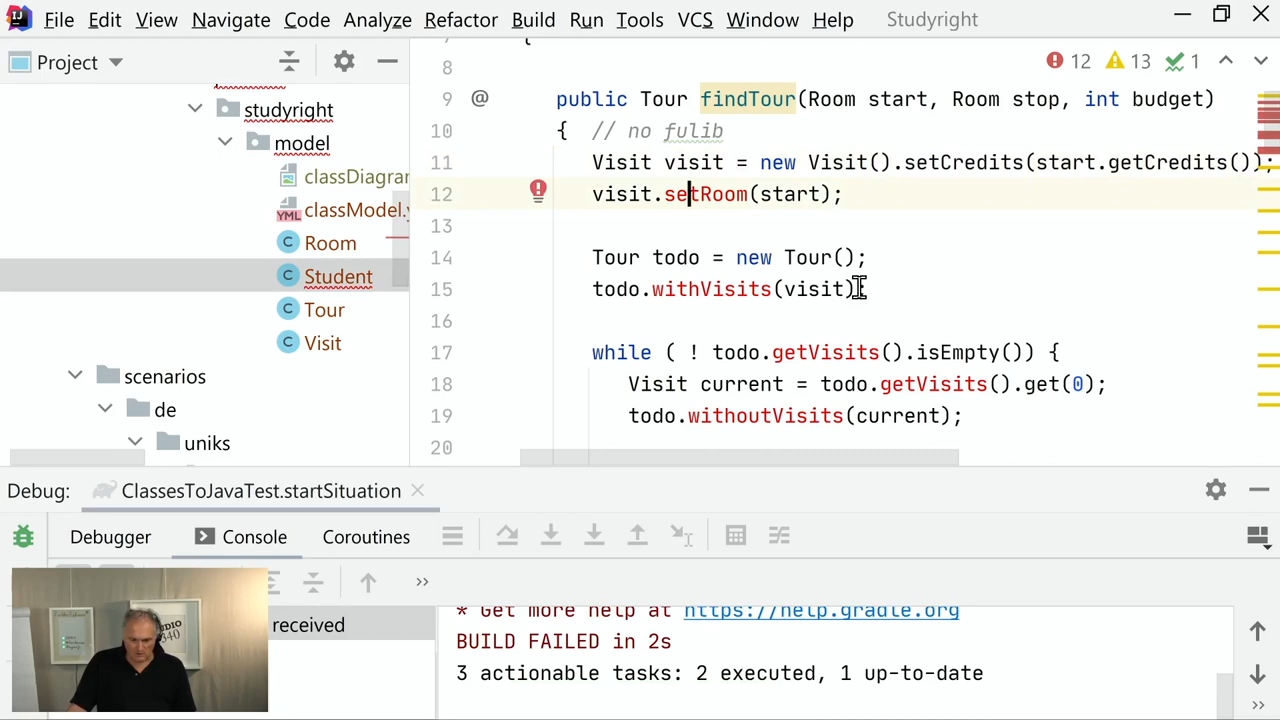 File Edit View Navigate Code Analyze Refactor Build Run Tools VCS Window Help Studyright
Project
studyright
model
classDiagra
classModel.
Room
Student
Tour
Visit
scenarios
de
uniks
12 13 1
8
9 @ public Tour findTour(Room start, Room stop, int budget)
10 { // no fulib
11 Visit visit = new Visit().setCredits(start.getCredits());
12 visit.setRoom(start);
13
14 Tour todo = new Tour();
15 todo.withVisits(visit);
16
17 while ( ! todo.getVisits().isEmpty()) {
18 Visit current = todo.getVisits().get(0);
19 todo.withoutVisits(current);
20
Debug: ClassesToJavaTest.startSituation
Debugger Console Coroutines
received
* Get more help at https://help.gradle.org
BUILD FAILED in 2s
3 actionable tasks: 2 executed, 1 up-to-date